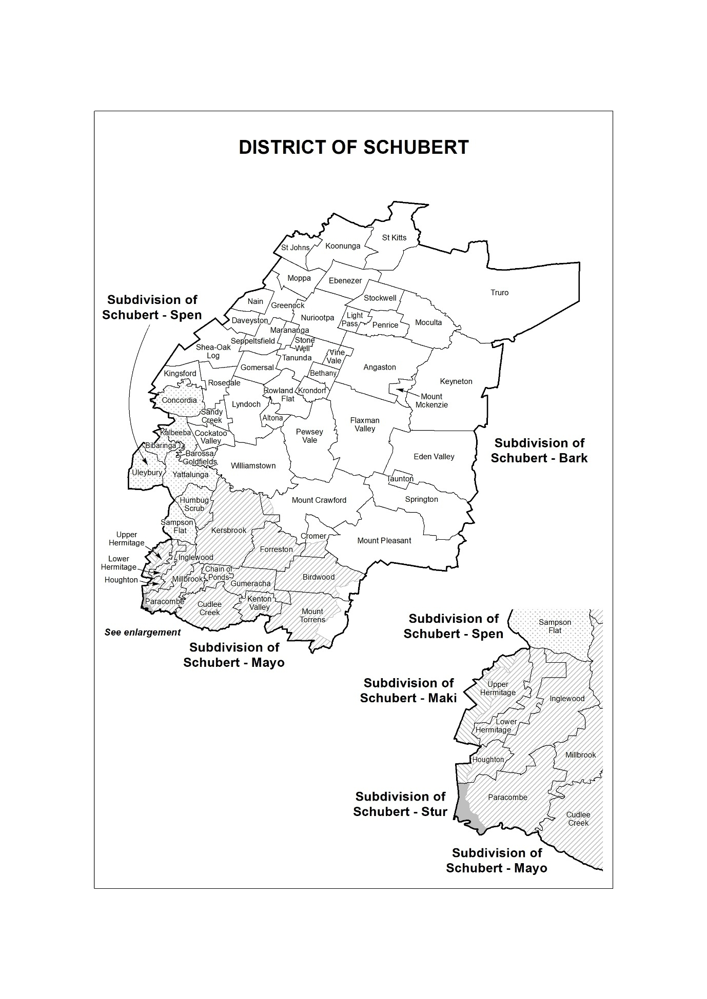 DISTRICT OF SCHUBERT
St Kitts
Koonunga
St Johns
Moppa
Ebenezer
Truro
Stockwell
Subdivision of
Schubert - Spen
Nain
Greenock
Nuriootpa
Light
Pass
Penrice
Moculta
Daveyston
Marananga
Seppeltsfield
Stone
Well
Shea-Oak
Log
Tanunda
Vine
Vale
Gomersal
Bethany
Angaston
Kingsford
Rosedale
Keyneton
Rowland
Flat
Krondorf
Concordia
Lyndoch
Mount
Mckenzie
Sandy
Creek
Altona
Flaxman
Valley
Kalbeeba
Cockatoo
Valley
Pewsey
Vale
Bibaringa
Subdivision of
Schubert - Bark
Barossa
Goldfields
Eden Valley
Williamstown
Uleybury
Yattalunga
Taunton
Humbug
Scrub
Mount Crawford
Springton
Sampson
Flat
Kersbrook
Upper
Hermitage
Cromer
Mount Pleasant
Forreston
Inglewood
Lower
Hermitage
Chain of
Ponds
Houghton
Millbrook
Birdwood
Gumeracha
Paracombe
Cudlee
Creek
Kenton
Valley
Mount
Torrens
See enlargement
Subdivision of
Schubert - Mayo
Subdivision of
Schubert - Spen
Sampson
Flat
Subdivision of
Schubert - Maki
Upper
Hermitage
Inglewood
Lower
Hermitage
Houghton
Millbrook
Subdivision of
Schubert - Stur
Paracombe
Cudlee
Creek
Subdivision of
Schubert - Mayo